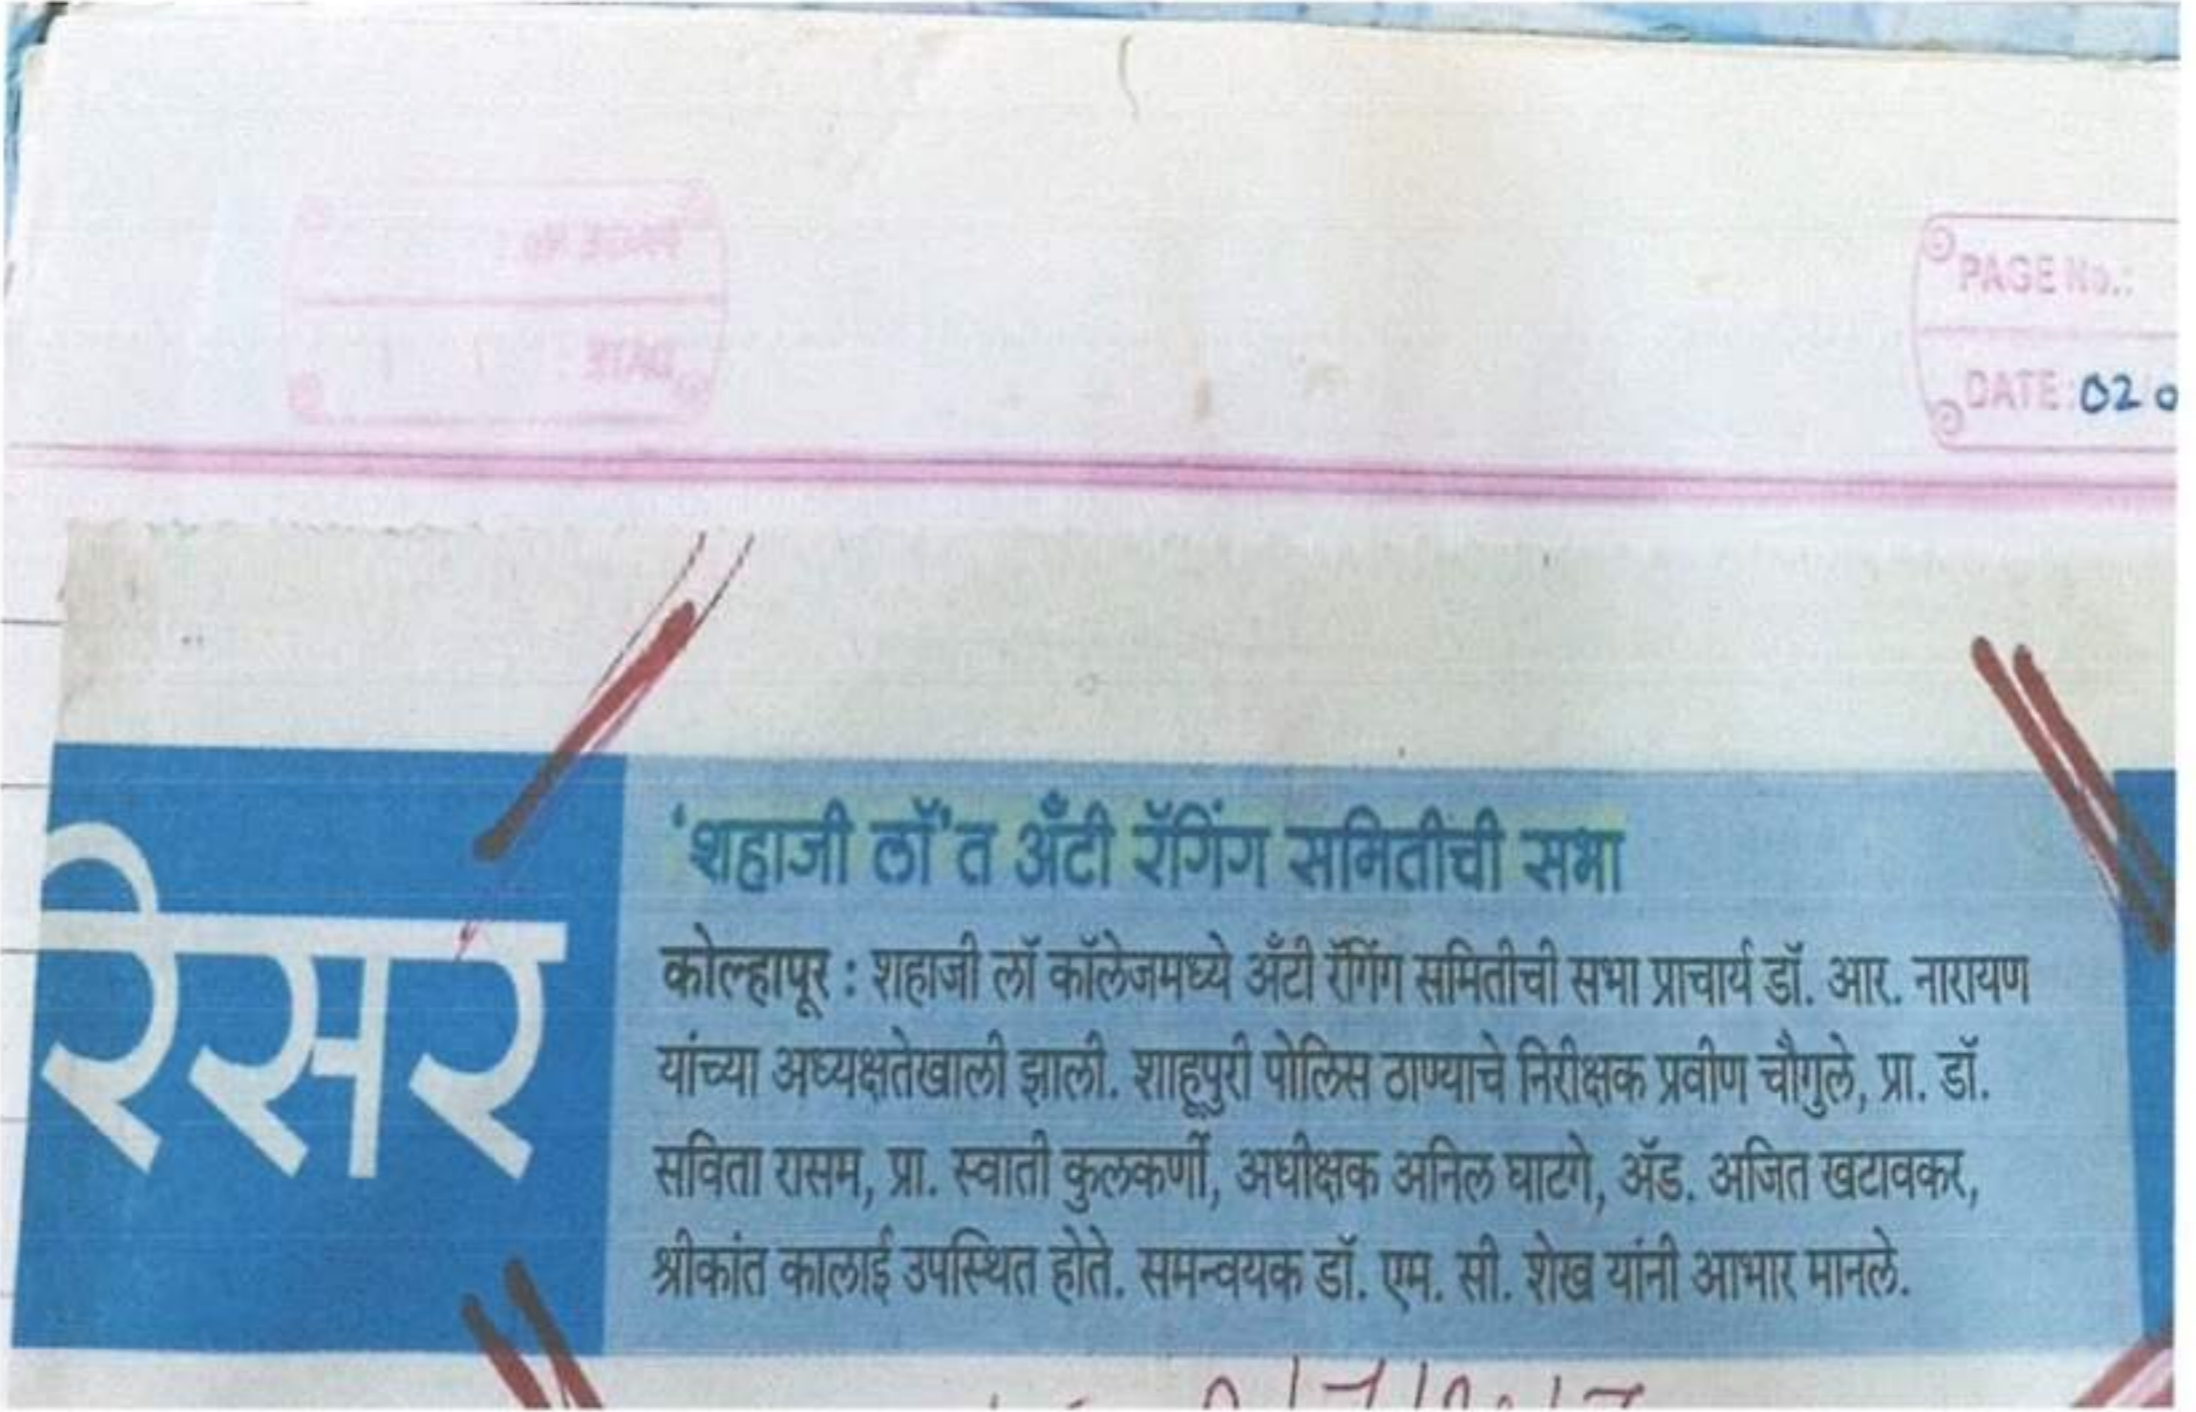 PAGE No.:
DATE: 02
परिसर
'शहाजी लॉ'त अँटी रॅगिंग समितीची सभा
कोल्हापूर : शहाजी लॉ कॉलेजमध्ये अँटी रॅगिंग समितीची सभा प्राचार्य डॉ. आर. नारायण
यांच्या अध्यक्षतेखाली झाली. शाहूपुरी पोलिस ठाण्याचे निरीक्षक प्रवीण चौगुले, प्रा. डॉ.
सविता रासम, प्रा. स्वाती कुलकर्णी, अधीक्षक अनिल घाटगे, अ‍ॅड. अजित खटावकर,
श्रीकांत कालाई उपस्थित होते. समन्वयक डॉ. एम. सी. शेख यांनी आभार मानले.